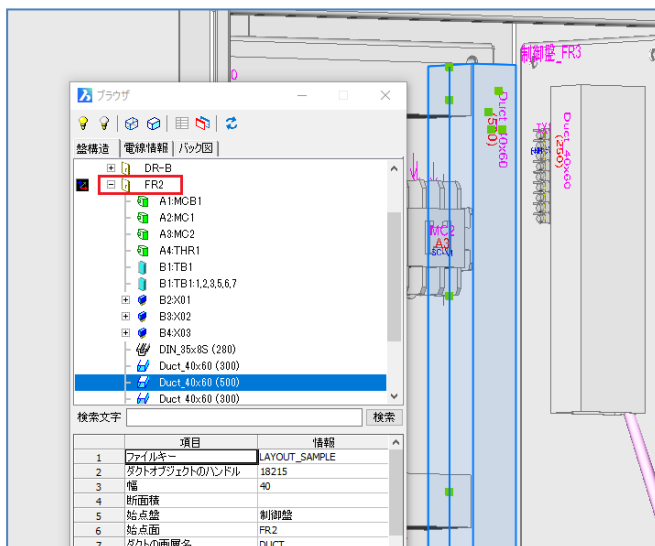 ブラウザ
盤構造
電線情報
バック図
DR-B
FR2
A1:MCB1
A2:MC1
A3:MC2
A4:THR1
B1:TB1
B1:TB1:1,2,3,5,6,7
B2:X01
B3:X02
B4:X03
DIN_35x8S (280)
Duct_40x60 (300)
Duct_40x60 (500)
Duct_40x60 (300)
検索文字
検索
項目 情報
1 ファイルキー LAYOUT_SAMPLE
2 ダクトオブジェクトのハンドル 18215
3 幅 40
4 断面積
5 始点盤 制御盤
6 始点面 FR2
7 ダクトの画層名 DUCT
Duct_40x60
(500)
MC2
A3
制御盤_FR3
Duct_40x60
(250)